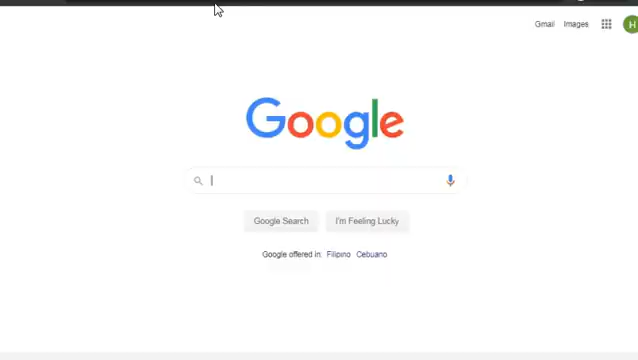 Gmail Images
H
Google
Google Search I'm Feeling Lucky
Google offered in: Filipino Cebuano